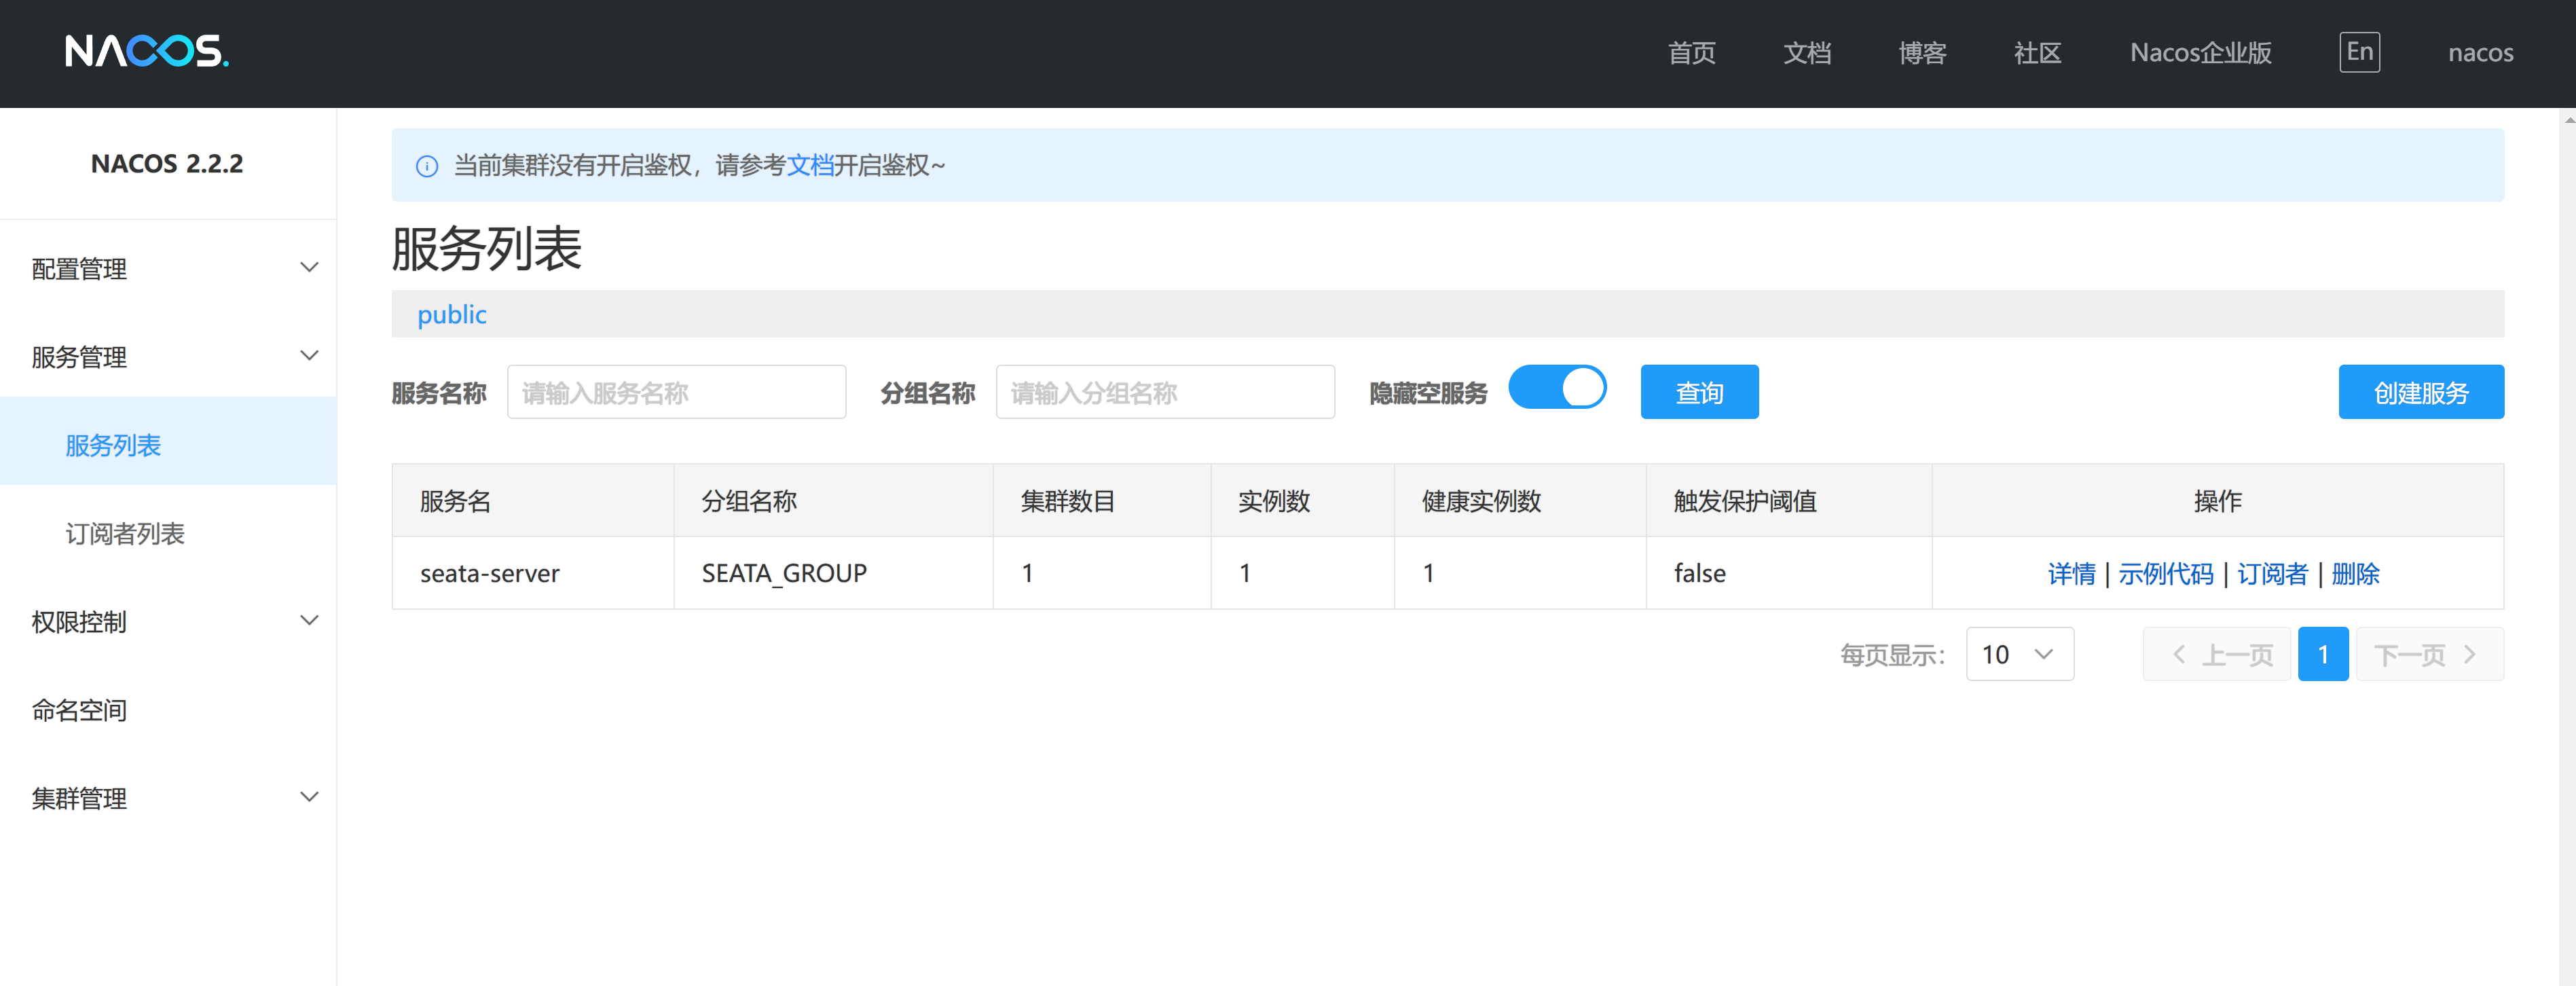 NACOS.
首页 文档 博客 社区 Nacos企业版 En nacos
NACOS 2.2.2
配置管理
服务管理
服务列表
订阅者列表
权限控制
命名空间
集群管理
当前集群没有开启鉴权，请参考文档开启鉴权~
服务列表
public
服务名称 请输入服务名称 分组名称 请输入分组名称 隐藏空服务 查询 创建服务
服务名 分组名称 集群数目 实例数 健康实例数 触发保护阈值 操作
seata-server SEATA_GROUP 1 1 1 false 详情 | 示例代码 | 订阅者 | 删除
每页显示： 10 上一页 1 下一页